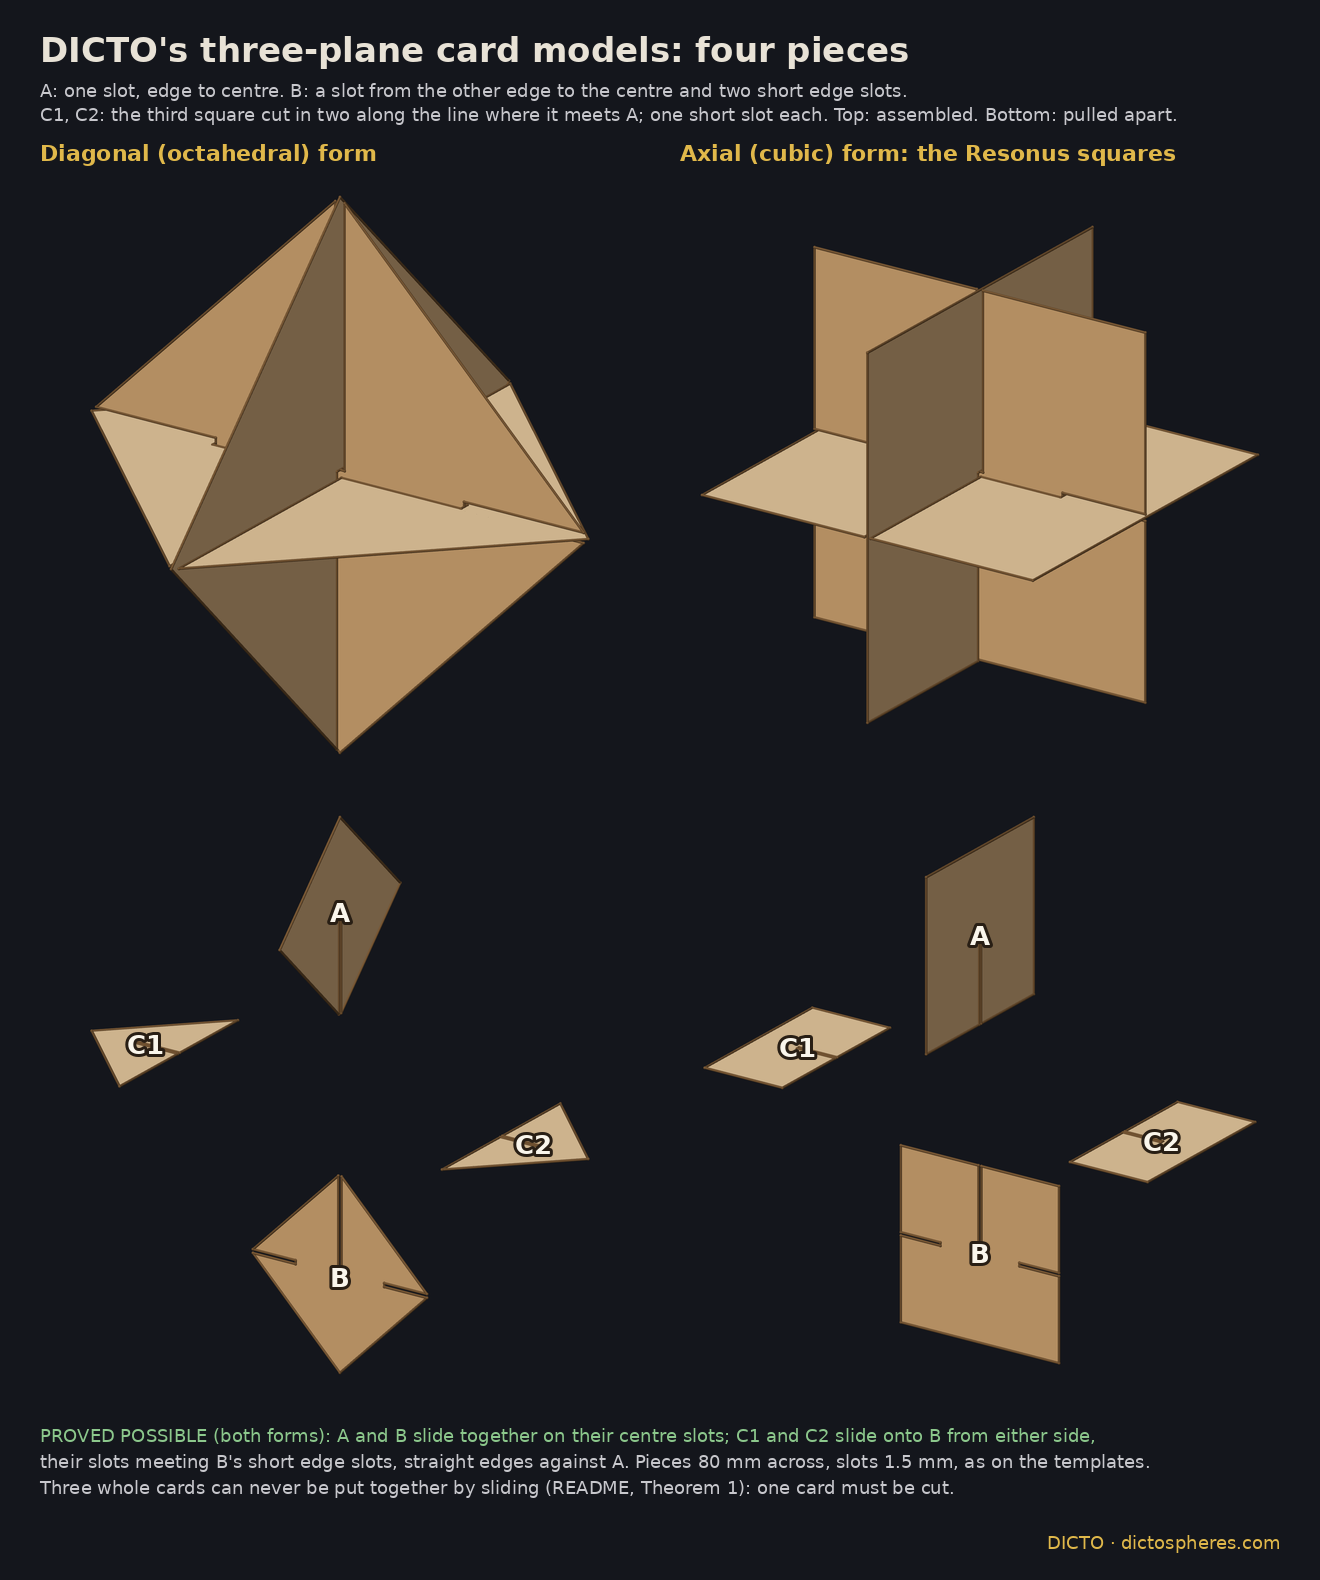 DICTO's three-plane card models: four pieces
A: one slot, edge to centre. B: a slot from the other edge to the centre and two short edge slots.
C1, C2: the third square cut in two along the line where it meets A; one short slot each. Top: assembled. Bottom: pulled apart.
Diagonal (octahedral) form
Axial (cubic) form: the Resonus squares
A
C1
C2
B
A
C1
C2
B
PROVED POSSIBLE (both forms): A and B slide together on their centre slots; C1 and C2 slide onto B from either side,
their slots meeting B's short edge slots, straight edges against A. Pieces 80 mm across, slots 1.5 mm, as on the templates.
Three whole cards can never be put together by sliding (README, Theorem 1): one card must be cut.
DICTO · dictospheres.com